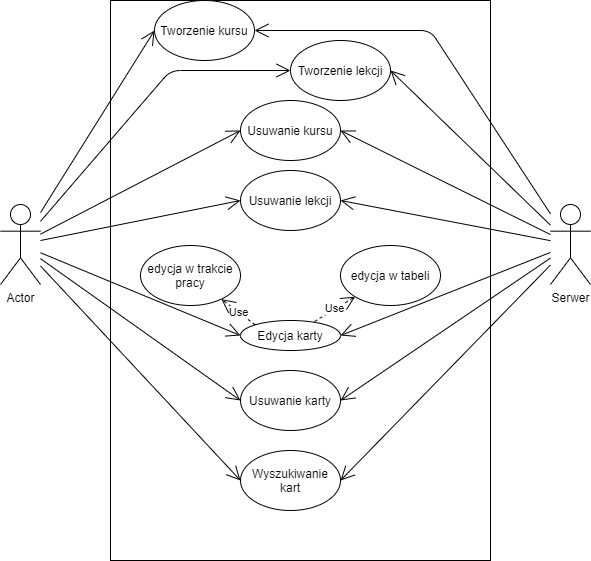 Tworzenie kursu
Tworzenie lekcji
Usuwanie kursu
Usuwanie lekcji
Actor
Serwer
edycja w trakcie
pracy
edycja w tabeli
Use
Use
Edycja karty
Usuwanie karty
Wyszukiwanie
kart